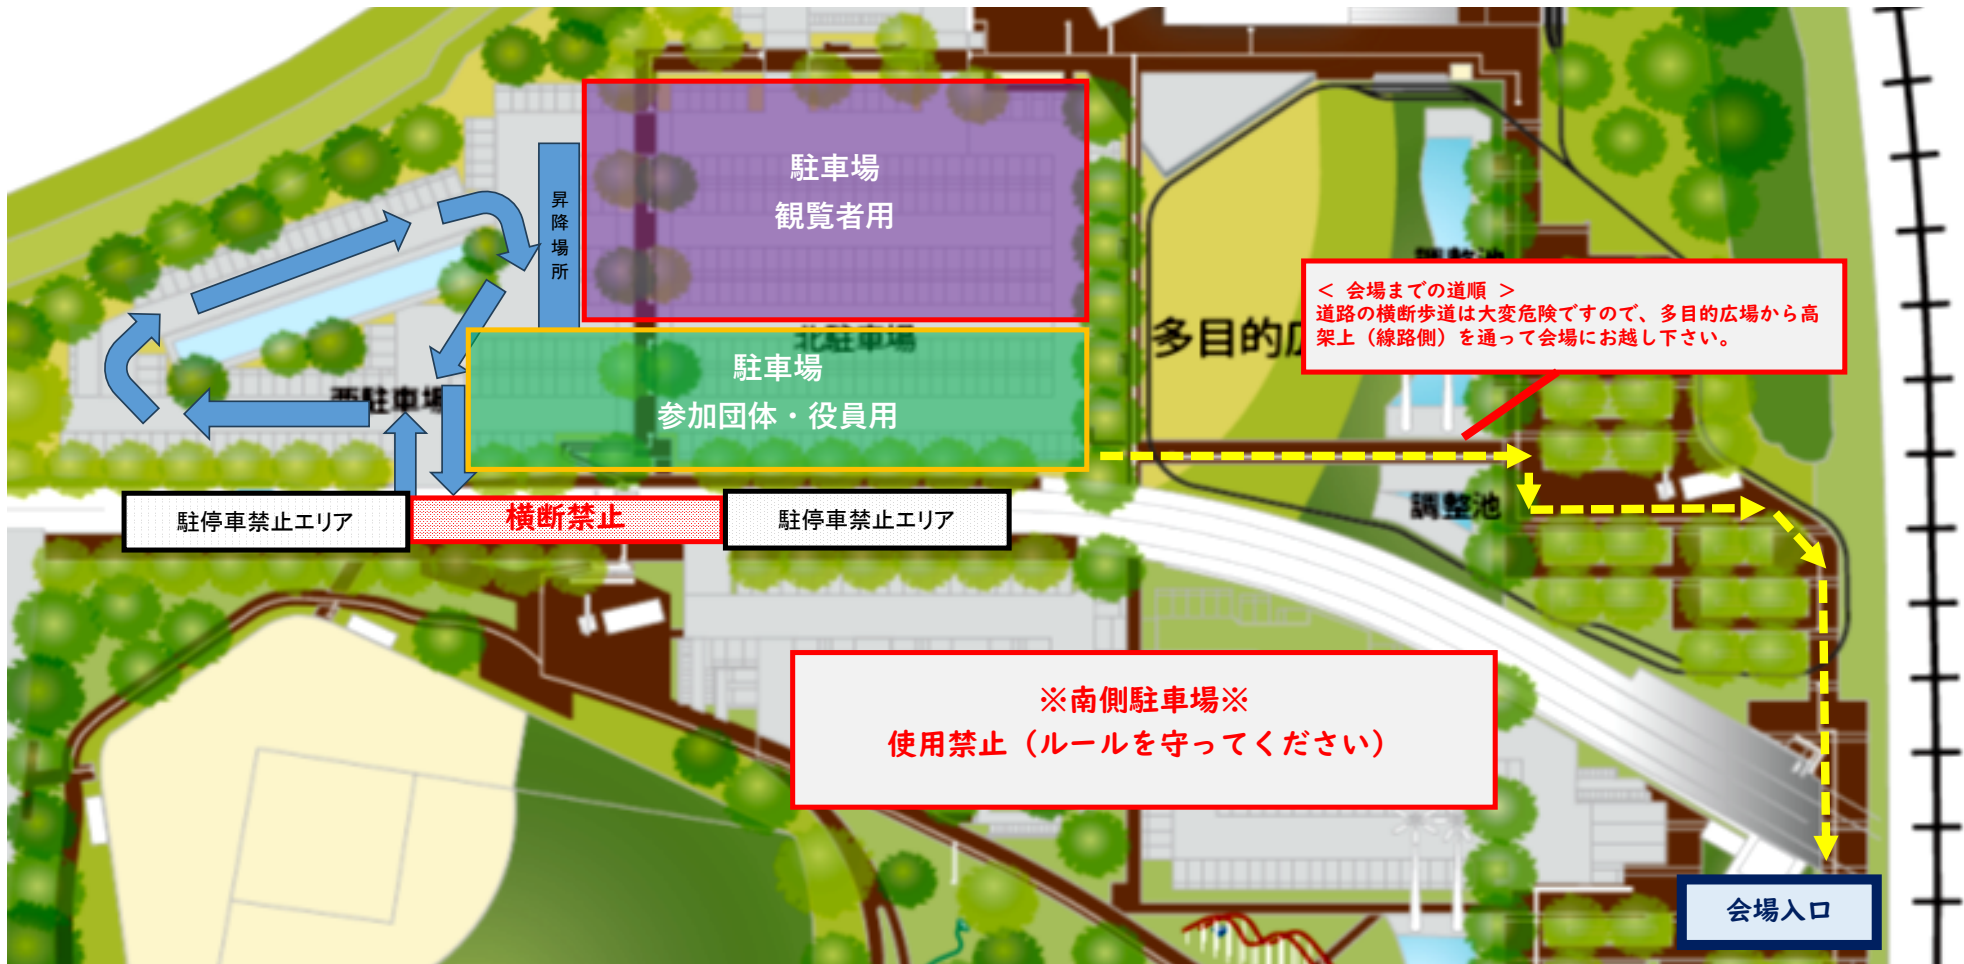 駐車場
観覧者用
昇降場所
調整池
＜ 会場までの道順 ＞
道路の横断歩道は大変危険ですので、多目的広場から高
架上（線路側）を通って会場にお越し下さい。
多目的広
北駐車場
駐車場
参加団体・役員用
西駐車場
調整池
駐停車禁止エリア
横断禁止
駐停車禁止エリア
※南側駐車場※
使用禁止（ルールを守ってください）
会場入口